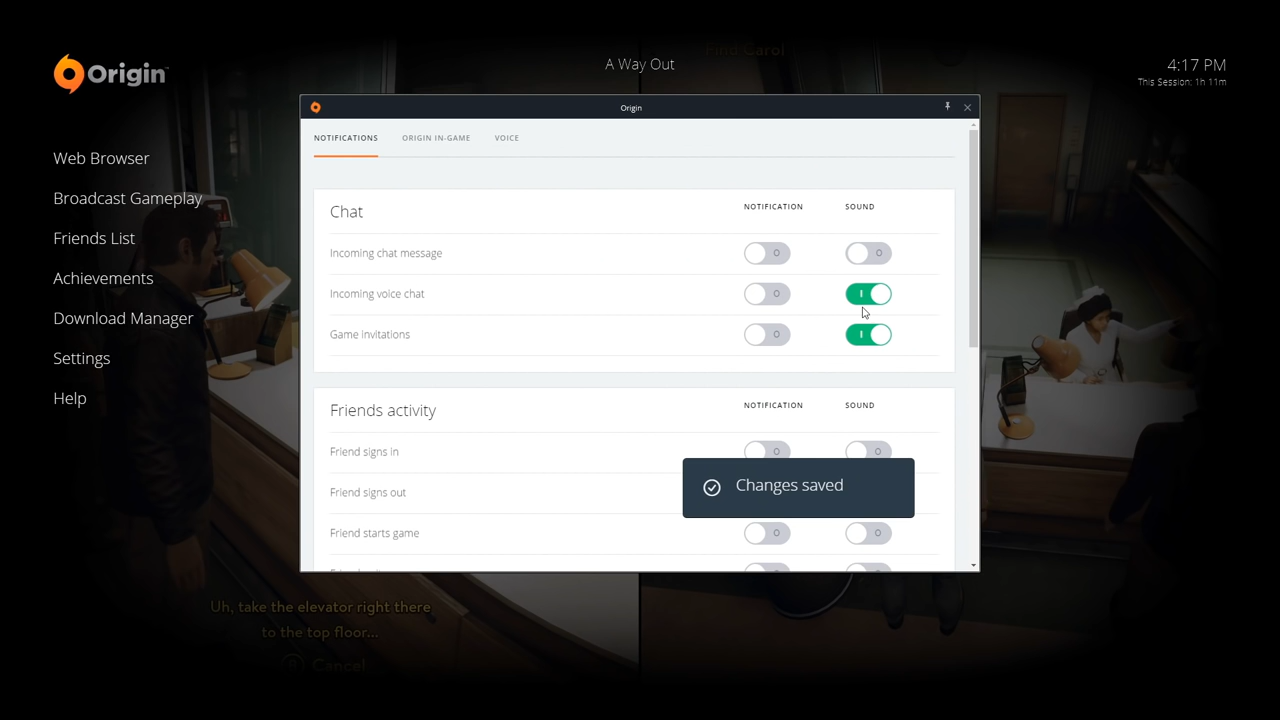 Find Carol
Origin
A Way Out
4:17 PM
This Session: 1h 11m
Origin
NOTIFICATIONS ORIGIN IN-GAME VOICE
Web Browser
Broadcast Gameplay
Friends List
Achievements
Download Manager
Settings
Help
Chat NOTIFICATION SOUND
Incoming chat message
Incoming voice chat
Game invitations
Friends activity NOTIFICATION SOUND
Friend signs in
Friend signs out
Friend starts game
Changes saved
Uh, take the elevator right there
to the top floor...
Cancel